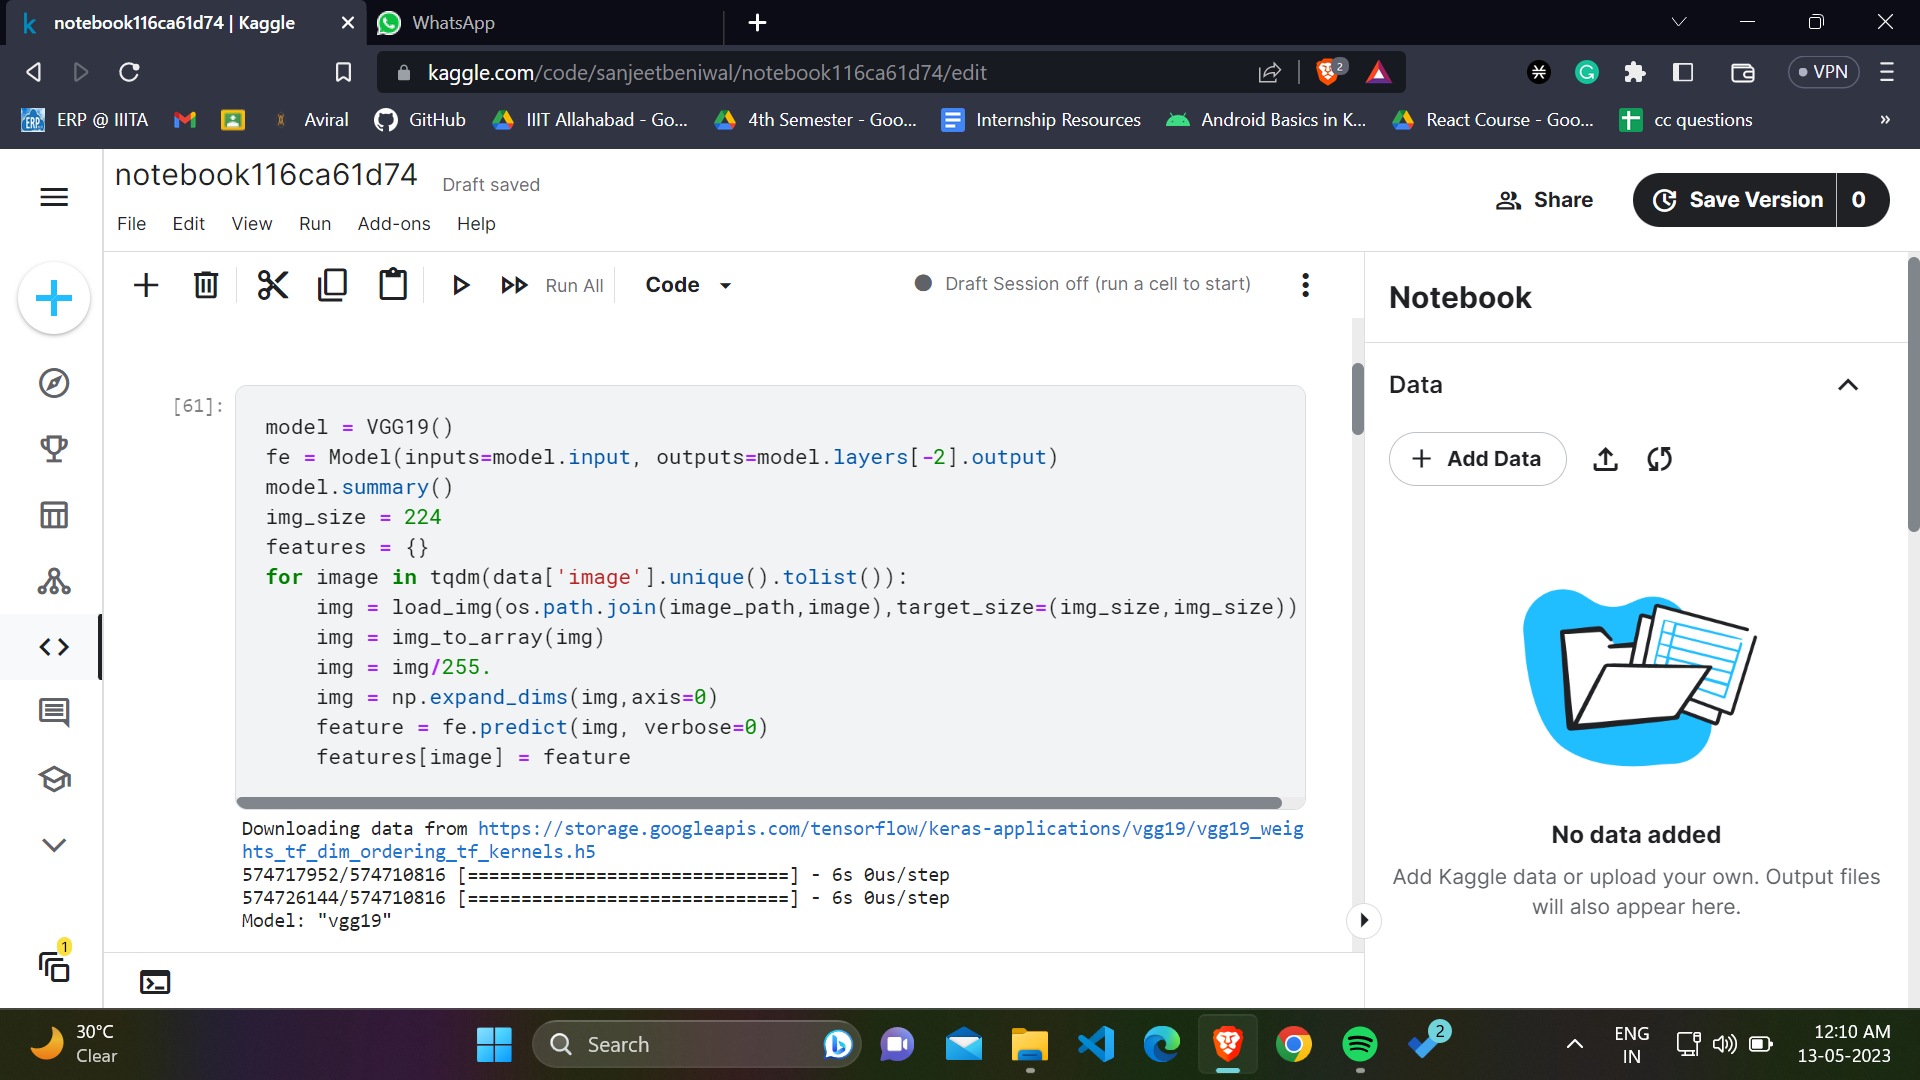 notebook116ca61d74 | Kaggle
WhatsApp
kaggle.com/code/sanjeetbeniwal/notebook116ca61d74/edit
2
VPN
ERP @ IIITA
Aviral
GitHub
IIIT Allahabad - Go...
4th Semester - Goo...
Internship Resources
Android Basics in K...
React Course - Goo...
cc questions
»
notebook116ca61d74
Draft saved
Share
Save Version
0
File
Edit
View
Run
Add-ons
Help
Run All
Code
Draft Session off (run a cell to start)
Notebook
Data
Add Data
[61]:
model = VGG19()
fe = Model(inputs=model.input, outputs=model.layers[-2].output)
model.summary()
img_size = 224
features = {}
for image in tqdm(data['image'].unique().tolist()):
    img = load_img(os.path.join(image_path,image),target_size=(img_size,img_size))
    img = img_to_array(img)
    img = img/255.
    img = np.expand_dims(img,axis=0)
    feature = fe.predict(img, verbose=0)
    features[image] = feature
Downloading data from https://storage.googleapis.com/tensorflow/keras-applications/vgg19/vgg19_weig
hts_tf_dim_ordering_tf_kernels.h5
574717952/574710816 [==============================] - 6s 0us/step
574726144/574710816 [==============================] - 6s 0us/step
Model: "vgg19"
No data added
Add Kaggle data or upload your own. Output files
will also appear here.
1
30°C
Clear
Search
2
ENG
IN
12:10 AM
13-05-2023